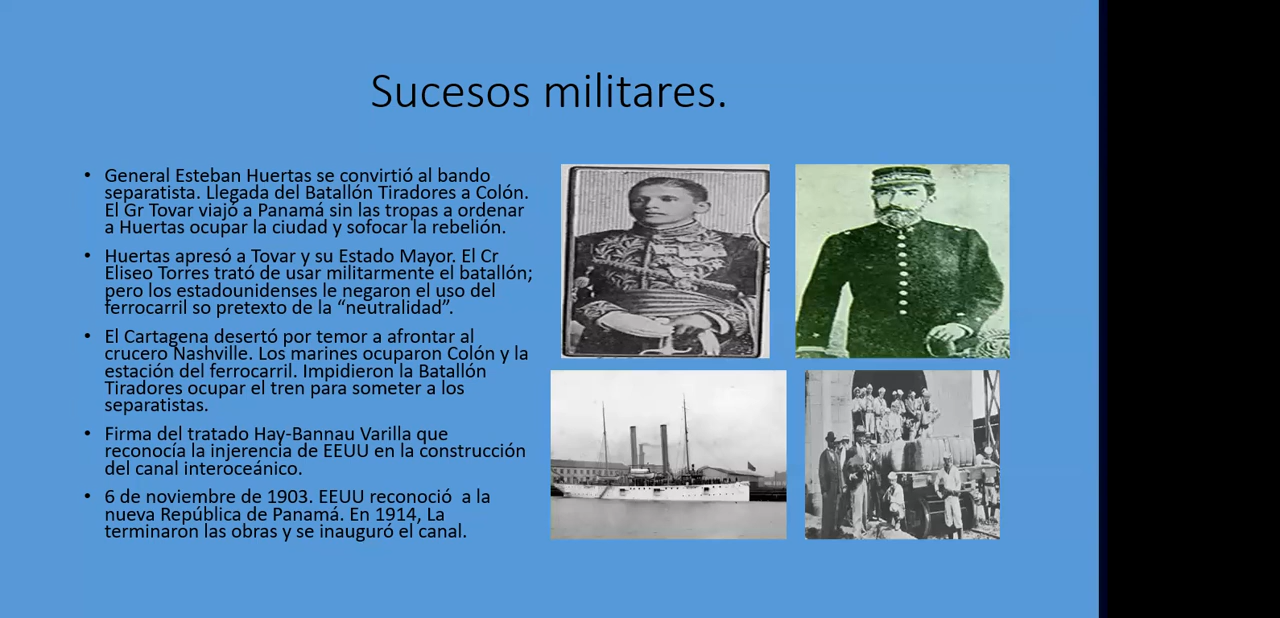 Sucesos militares.
• General Esteban Huertas se convirtió al bando
separatista. Llegada del Batallón Tiradores a Colón.
El Gr Tovar viajó a Panamá sin las tropas a ordenar
a Huertas ocupar la ciudad y sofocar la rebelión.
• Huertas apresó a Tovar y su Estado Mayor. El Cr
Eliseo Torres trató de usar militarmente el batallón;
pero los estadounidenses le negaron el uso del
ferrocarril so pretexto de la “neutralidad”.
• El Cartagena desertó por temor a afrontar al
crucero Nashville. Los marines ocuparon Colón y la
estación del ferrocarril. Impidieron la Batallón
Tiradores ocupar el tren para someter a los
separatistas.
• Firma del tratado Hay-Bannau Varilla que
reconocía la injerencia de EEUU en la construcción
del canal interoceánico.
• 6 de noviembre de 1903. EEUU reconoció  a la
nueva República de Panamá. En 1914, La
terminaron las obras y se inauguró el canal.